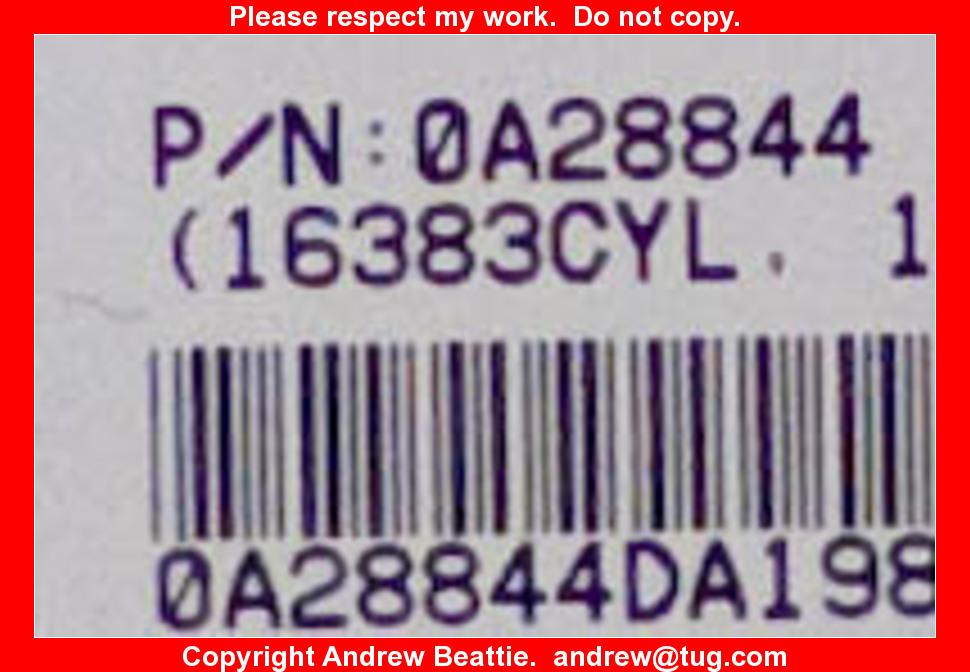 Please respect my work.  Do not copy.
P/N:0A28844
(16383CYL. 1
0A28844DA198
Copyright Andrew Beattie.  andrew@tug.com